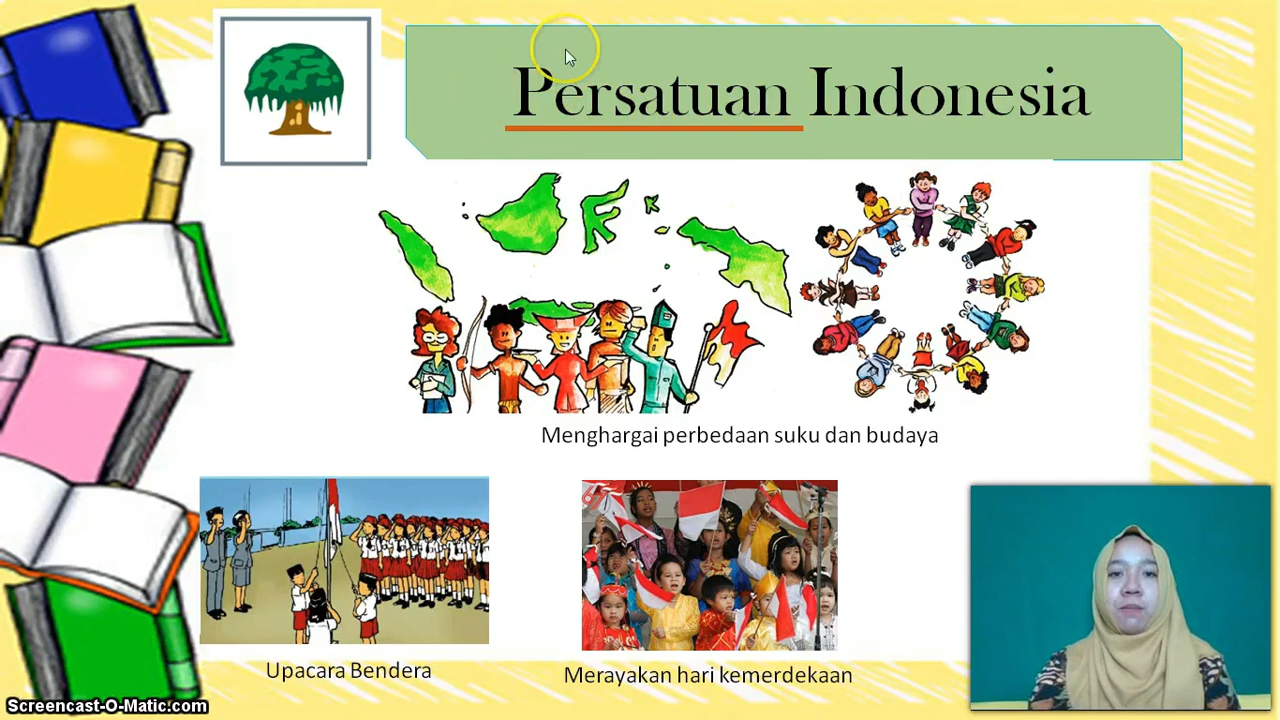 Persatuan Indonesia
Menghargai perbedaan suku dan budaya
Upacara Bendera
Merayakan hari kemerdekaan
Screencast-O-Matic.com